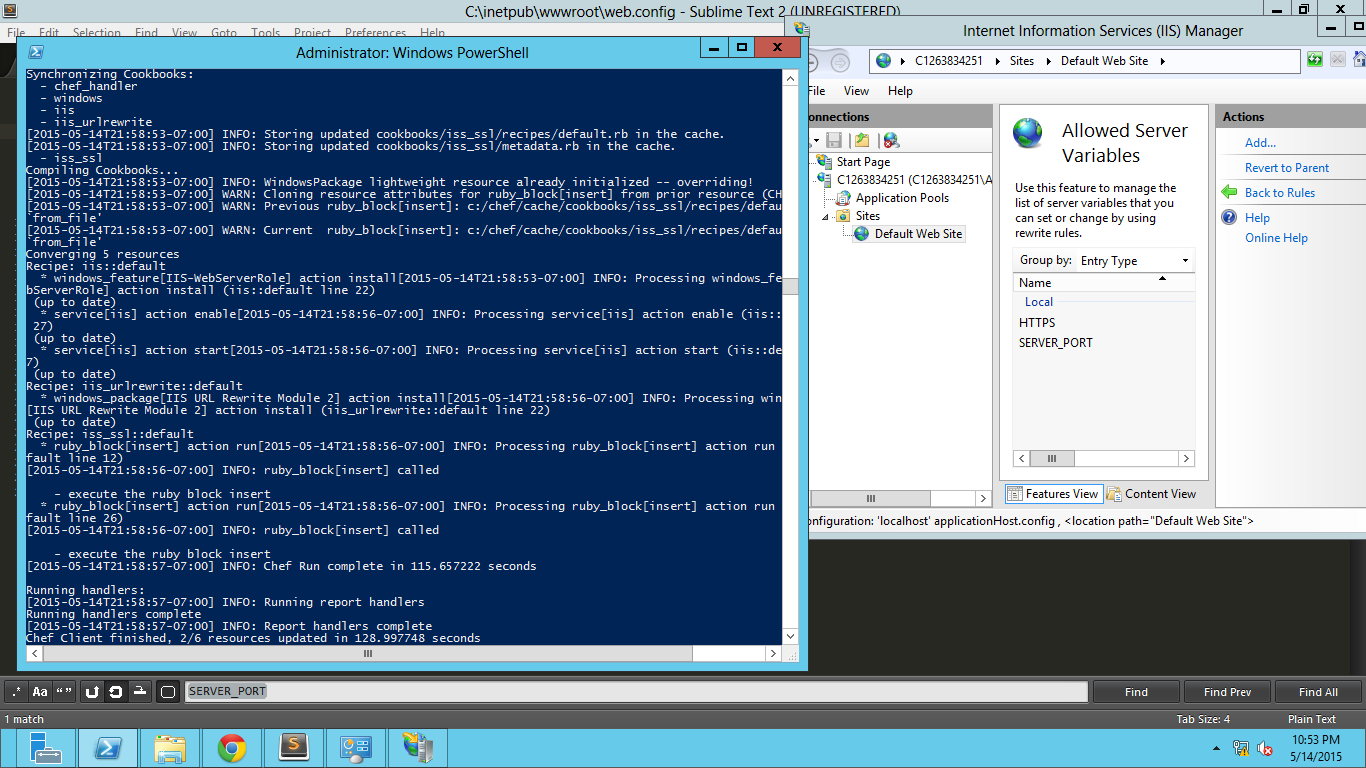 C:\inetpub\wwwroot\web.config - Sublime Text 2 (UNREGISTERED)
File Edit Selection Find View Goto Tools Project Preferences Help
Administrator: Windows PowerShell
Synchronizing Cookbooks:
- chef_handler
- windows
- iis
- iis_urlrewrite
[2015-05-14T21:58:53-07:00] INFO: Storing updated cookbooks/iss_ssl/recipes/default.rb in the cache.
[2015-05-14T21:58:53-07:00] INFO: Storing updated cookbooks/iss_ssl/metadata.rb in the cache.
- iss_ssl
Compiling Cookbooks...
[2015-05-14T21:58:53-07:00] INFO: WindowsPackage lightweight resource already initialized -- overriding!
[2015-05-14T21:58:53-07:00] WARN: Cloning resource attributes for ruby_block[insert] from prior resource (CH
[2015-05-14T21:58:53-07:00] WARN: Previous ruby_block[insert]: c:/chef/cache/cookbooks/iss_ssl/recipes/defau
'from_file'
[2015-05-14T21:58:53-07:00] WARN: Current  ruby_block[insert]: c:/chef/cache/cookbooks/iss_ssl/recipes/defau
'from_file'
Converging 5 resources
Recipe: iis::default
* windows_feature[IIS-WebServerRole] action install[2015-05-14T21:58:53-07:00] INFO: Processing windows_fe
bServerRole] action install (iis::default line 22)
(up to date)
* service[iis] action enable[2015-05-14T21:58:56-07:00] INFO: Processing service[iis] action enable (iis::
27)
(up to date)
* service[iis] action start[2015-05-14T21:58:56-07:00] INFO: Processing service[iis] action start (iis::de
7)
(up to date)
Recipe: iis_urlrewrite::default
* windows_package[IIS URL Rewrite Module 2] action install[2015-05-14T21:58:56-07:00] INFO: Processing win
[IIS URL Rewrite Module 2] action install (iis_urlrewrite::default line 22)
(up to date)
Recipe: iss_ssl::default
* ruby_block[insert] action run[2015-05-14T21:58:56-07:00] INFO: Processing ruby_block[insert] action run
fault line 12)
[2015-05-14T21:58:56-07:00] INFO: ruby_block[insert] called
- execute the ruby block insert
* ruby_block[insert] action run[2015-05-14T21:58:56-07:00] INFO: Processing ruby_block[insert] action run
fault line 26)
[2015-05-14T21:58:56-07:00] INFO: ruby_block[insert] called
- execute the ruby block insert
[2015-05-14T21:58:57-07:00] INFO: Chef Run complete in 115.657222 seconds
Running handlers:
[2015-05-14T21:58:57-07:00] INFO: Running report handlers
Running handlers complete
[2015-05-14T21:58:57-07:00] INFO: Report handlers complete
Chef Client finished, 2/6 resources updated in 128.997748 seconds
Internet Information Services (IIS) Manager
C1263834251 Sites Default Web Site
File View Help
onnections
Start Page
C1263834251 (C1263834251\A
Application Pools
Sites
Default Web Site
Allowed Server
Variables
Use this feature to manage the
list of server variables that you
can set or change by using
rewrite rules.
Group by: Entry Type
Name
Local
HTTPS
SERVER_PORT
Features View Content View
Actions
Add...
Revert to Parent
Back to Rules
Help
Online Help
onfiguration: 'localhost' applicationHost.config , <location path="Default Web Site">
.* Aa “”
SERVER_PORT
Find Find Prev Find All
1 match
Tab Size: 4 Plain Text
10:53 PM
5/14/2015